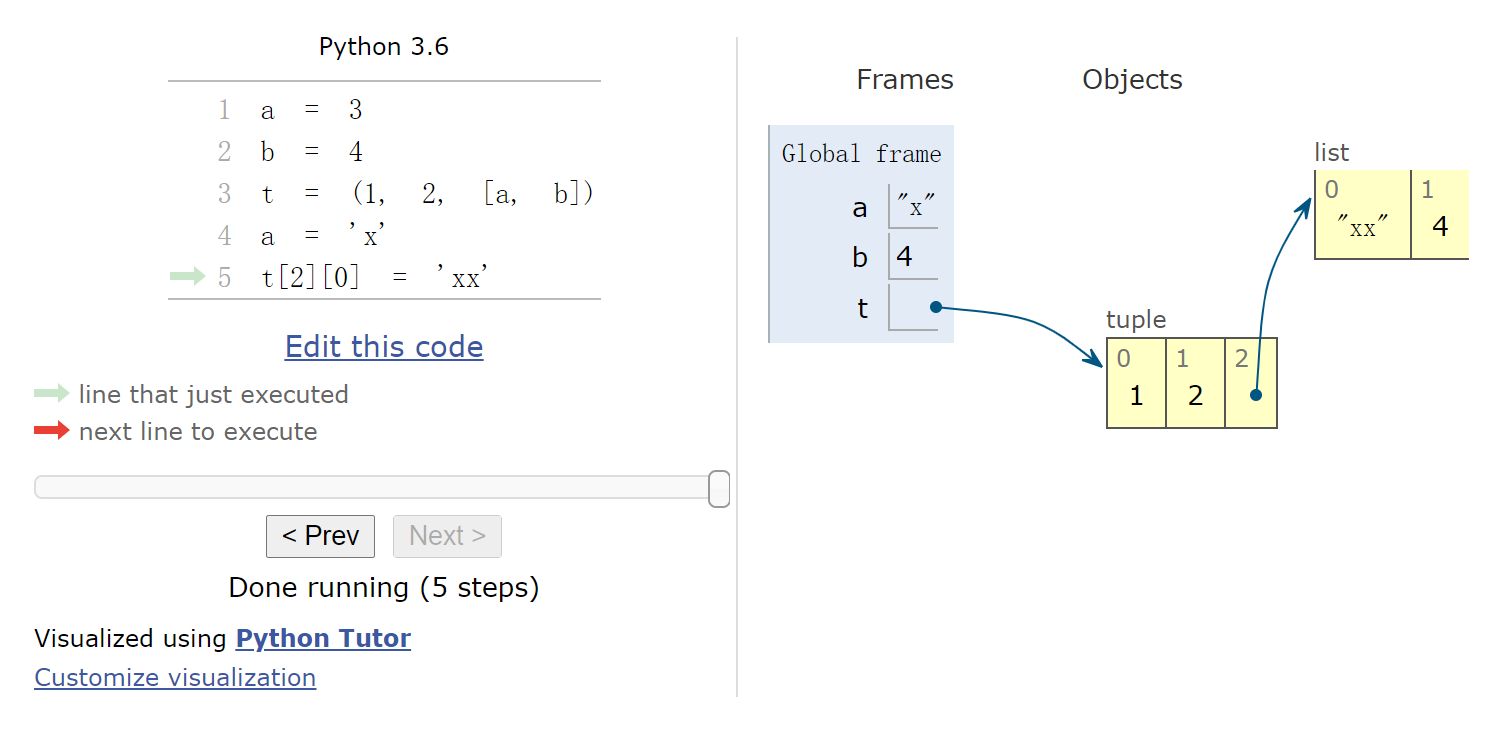 Python 3.6
1 a = 3
2 b = 4
3 t = (1, 2, [a, b])
4 a = 'x'
5 t[2][0] = 'xx'
Edit this code
line that just executed
next line to execute
< Prev Next >
Done running (5 steps)
Visualized using Python Tutor
Customize visualization
Frames Objects
Global frame
a "x"
b 4
t
tuple
0 1 2
1 2
list
0 1
"xx" 4